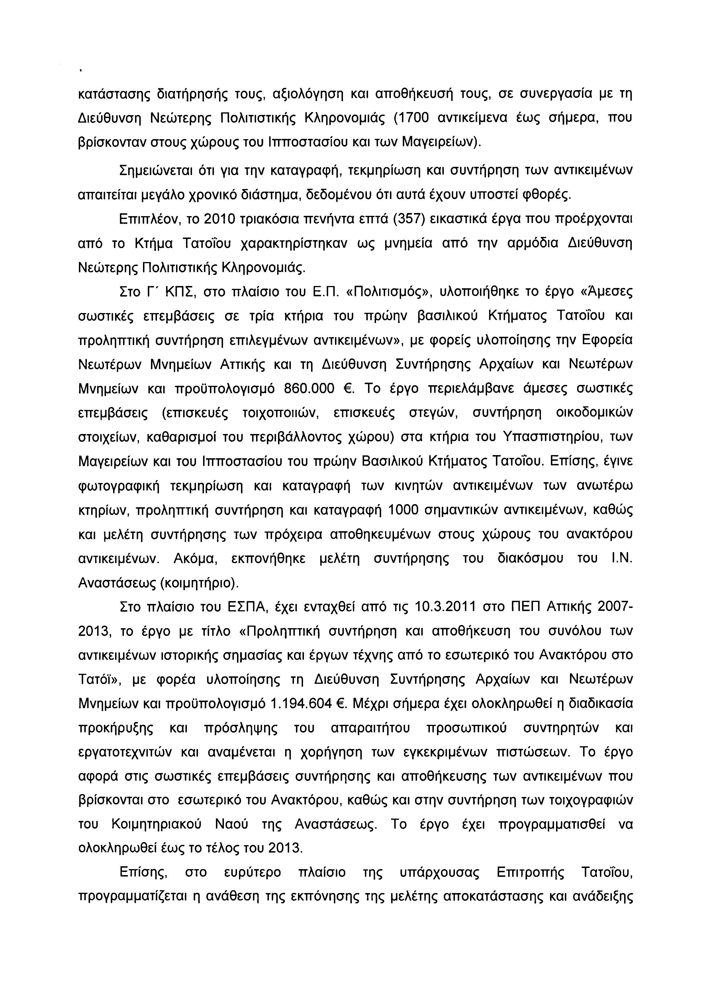 κατάστασης διατήρησής τους, αξιολόγηση και αποθήκευσή τους, σε συνεργασία με τη
Διεύθυνση Νεώτερης Πολιτιστικής Κληρονομιάς (1700 αντικείμενα έως σήμερα, που
βρίσκονταν στους χώρους του Ιπποστασίου και των Μαγειρείων).
Σημειώνεται ότι για την καταγραφή, τεκμηρίωση και συντήρηση των αντικειμένων
απαιτείται μεγάλο χρονικό διάστημα, δεδομένου ότι αυτά έχουν υποστεί φθορές.
Επιπλέον, το 2010 τριακόσια πενήντα επτά (357) εικαστικά έργα που προέρχονται
από το Κτήμα Τατοΐου χαρακτηρίστηκαν ως μνημεία από την αρμόδια Διεύθυνση
Νεώτερης Πολιτιστικής Κληρονομιάς.
Στο Γ΄ ΚΠΣ, στο πλαίσιο του Ε.Π. «Πολιτισμός», υλοποιήθηκε το έργο «Άμεσες
σωστικές επεμβάσεις σε τρία κτήρια του πρώην βασιλικού Κτήματος Τατοΐου και
προληπτική συντήρηση επιλεγμένων αντικειμένων», με φορείς υλοποίησης την Εφορεία
Νεωτέρων Μνημείων Αττικής και τη Διεύθυνση Συντήρησης Αρχαίων και Νεωτέρων
Μνημείων και προϋπολογισμό 860.000 €. Το έργο περιελάμβανε άμεσες σωστικές
επεμβάσεις (επισκευές τοιχοποιιών, επισκευές στεγών, συντήρηση οικοδομικών
στοιχείων, καθαρισμοί του περιβάλλοντος χώρου) στα κτήρια του Υπασπιστηρίου, των
Μαγειρείων και του Ιπποστασίου του πρώην Βασιλικού Κτήματος Τατοΐου. Επίσης, έγινε
φωτογραφική τεκμηρίωση και καταγραφή των κινητών αντικειμένων των ανωτέρω
κτηρίων, προληπτική συντήρηση και καταγραφή 1000 σημαντικών αντικειμένων, καθώς
και μελέτη συντήρησης των πρόχειρα αποθηκευμένων στους χώρους του ανακτόρου
αντικειμένων. Ακόμα, εκπονήθηκε μελέτη συντήρησης του διακόσμου του Ι.Ν.
Αναστάσεως (κοιμητήριο).
Στο πλαίσιο του ΕΣΠΑ, έχει ενταχθεί από τις 10.3.2011 στο ΠΕΠ Αττικής 2007-
2013, το έργο με τίτλο «Προληπτική συντήρηση και αποθήκευση του συνόλου των
αντικειμένων ιστορικής σημασίας και έργων τέχνης από το εσωτερικό του Ανακτόρου στο
Τατόϊ», με φορέα υλοποίησης τη Διεύθυνση Συντήρησης Αρχαίων και Νεωτέρων
Μνημείων και προϋπολογισμό 1.194.604 €. Μέχρι σήμερα έχει ολοκληρωθεί η διαδικασία
προκήρυξης και πρόσληψης του απαραιτήτου προσωπικού συντηρητών και
εργατοτεχνιτών και αναμένεται η χορήγηση των εγκεκριμένων πιστώσεων. Το έργο
αφορά στις σωστικές επεμβάσεις συντήρησης και αποθήκευσης των αντικειμένων που
βρίσκονται στο εσωτερικό του Ανακτόρου, καθώς και στην συντήρηση των τοιχογραφιών
του Κοιμητηριακού Ναού της Αναστάσεως. Το έργο έχει προγραμματισθεί να
ολοκληρωθεί έως το τέλος του 2013.
Επίσης, στο ευρύτερο πλαίσιο της υπάρχουσας Επιτροπής Τατοΐου,
προγραμματίζεται η ανάθεση της εκπόνησης της μελέτης αποκατάστασης και ανάδειξης